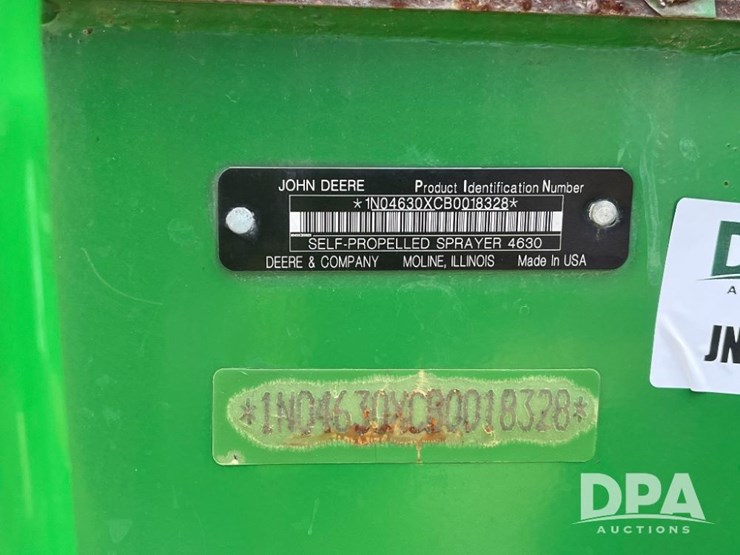 JOHN DEERE Product Identification Number
*1N04630XCB0018328*
SELF-PROPELLED SPRAYER 4630
DEERE & COMPANY MOLINE, ILLINOIS Made In USA
*1N04630XCB0018328*
D
A
JN
DPA
AUCTIONS